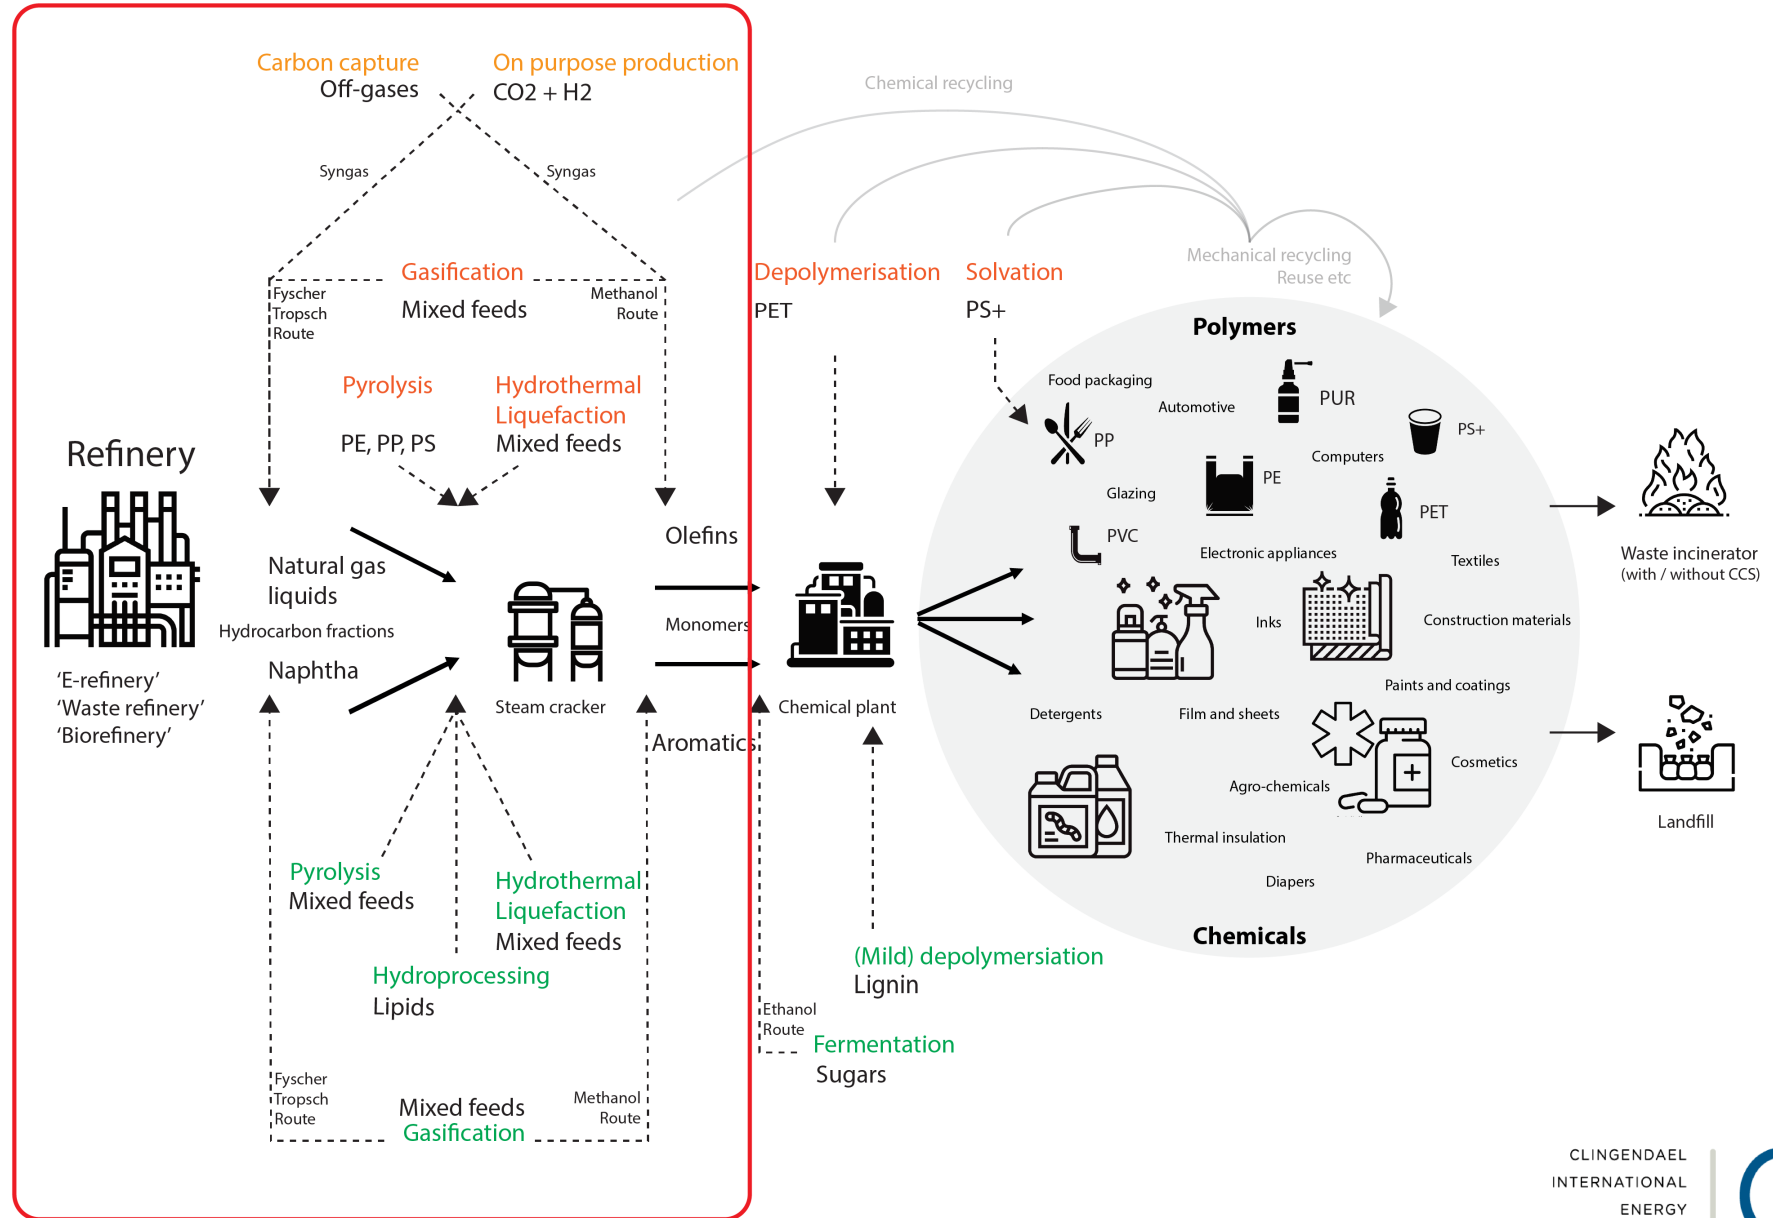 Carbon capture
Off-gases
On purpose production
CO2 + H2
Chemical recycling
Syngas
Syngas
Gasification
Mixed feeds
Fyscher
Tropsch
Route
Methanol
Route
Depolymerisation
PET
Solvation
PS+
Mechanical recycling
Reuse etc
Pyrolysis
PE, PP, PS
Hydrothermal
Liquefaction
Mixed feeds
Refinery
'E-refinery'
'Waste refinery'
'Biorefinery'
Natural gas
liquids
Hydrocarbon fractions
Naphtha
Steam cracker
Olefins
Monomers
Aromatics
Chemical plant
Polymers
Food packaging
Automotive
PUR
PS+
PP
Computers
PE
Glazing
PET
PVC
Electronic appliances
Textiles
Inks
Construction materials
Paints and coatings
Detergents
Film and sheets
Cosmetics
Agro-chemicals
Thermal insulation
Pharmaceuticals
Diapers
Chemicals
Waste incinerator
(with / without CCS)
Landfill
Pyrolysis
Mixed feeds
Hydrothermal
Liquefaction
Mixed feeds
Hydroprocessing
Lipids
(Mild) depolymersiation
Lignin
Ethanol
Route
Fermentation
Sugars
Fyscher
Tropsch
Route
Mixed feeds
Gasification
Methanol
Route
CLINGENDAEL
INTERNATIONAL
ENERGY